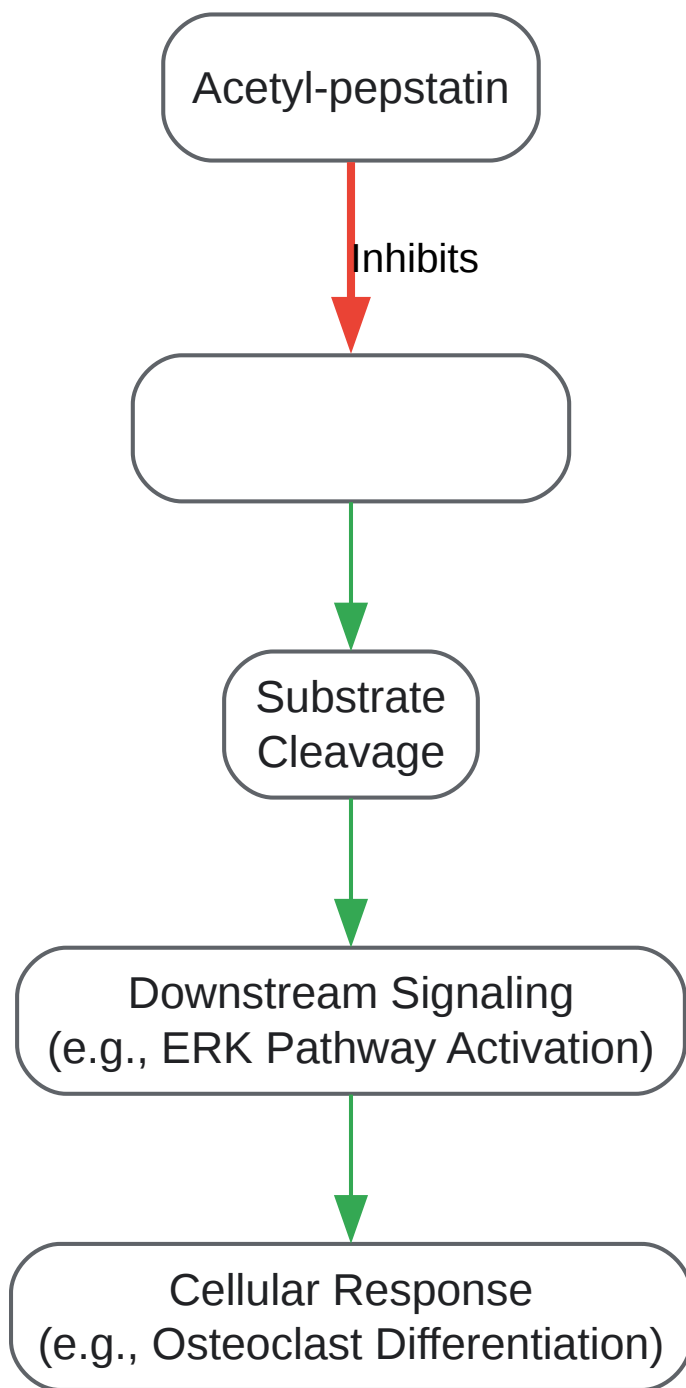 Acetyl-pepstatin
Inhibits
Substrate
Cleavage
Downstream Signaling
(e.g., ERK Pathway Activation)
Cellular Response
(e.g., Osteoclast Differentiation)